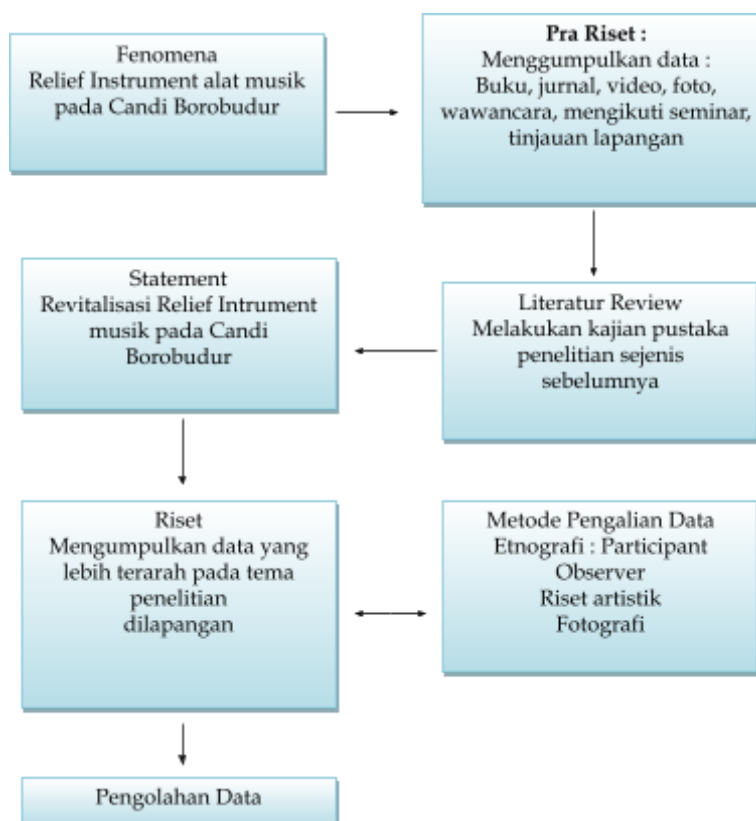 Fenomena
Relief Instrument alat musik
pada Candi Borobudur
Pra Riset :
Menggumpulkan data :
Buku, jurnal, video, foto,
wawancara, mengikuti seminar,
tinjauan lapangan
Literatur Review
Melakukan kajian pustaka
penelitian sejenis
sebelumnya
Statement
Revitalisasi Relief Intrument
musik pada Candi
Borobudur
Riset
Mengumpulkan data yang
lebih terarah pada tema
penelitian
dilapangan
Metode Pengalian Data
Etnografi : Participant
Observer
Riset artistik
Fotografi
Pengolahan Data